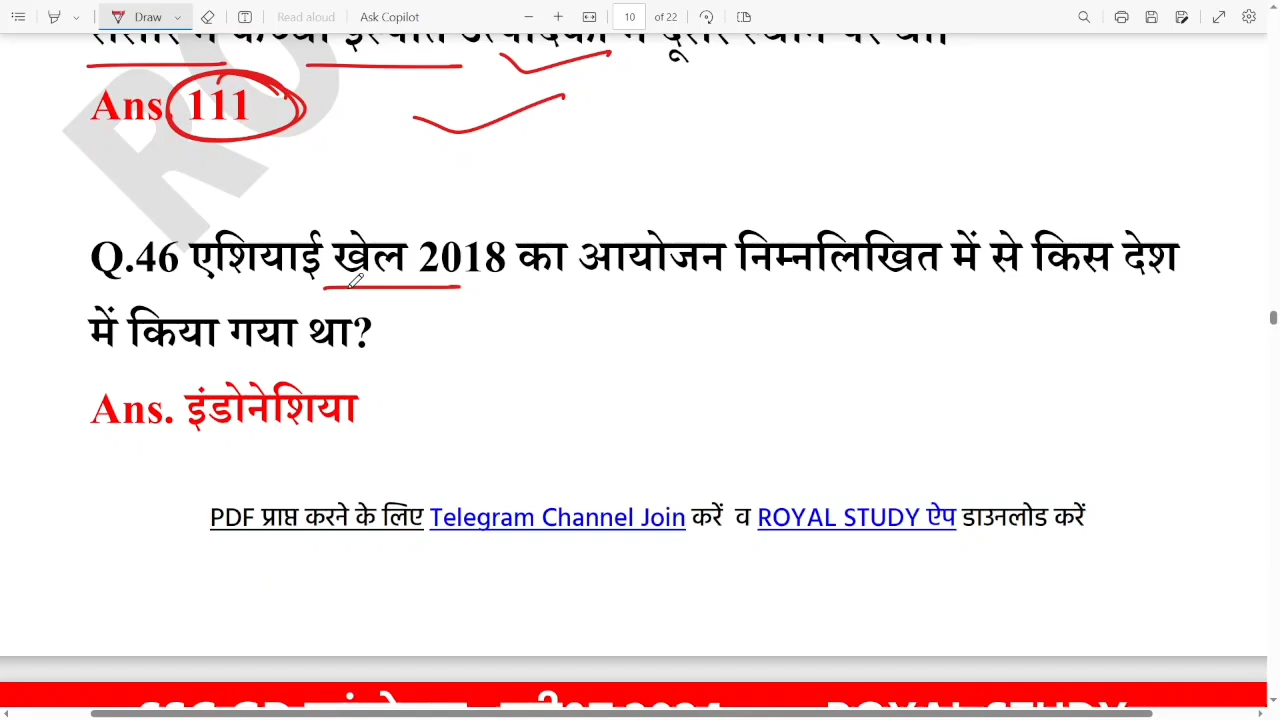 Draw
Read aloud
Ask Copilot
10 of 22
Ans. 111
Q.46 एशियाई खेल 2018 का आयोजन निम्नलिखित में से किस देश
में किया गया था?
Ans. इंडोनेशिया
PDF प्राप्त करने के लिए Telegram Channel Join करें व ROYAL STUDY ऐप डाउनलोड करें